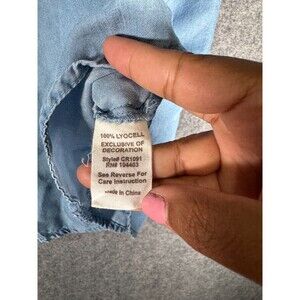 100% LYOCELL
EXCLUSIVE OF
DECORATION
Style# CR1091
RN# 104403
See Reverse For
Care Instruction
Made in China